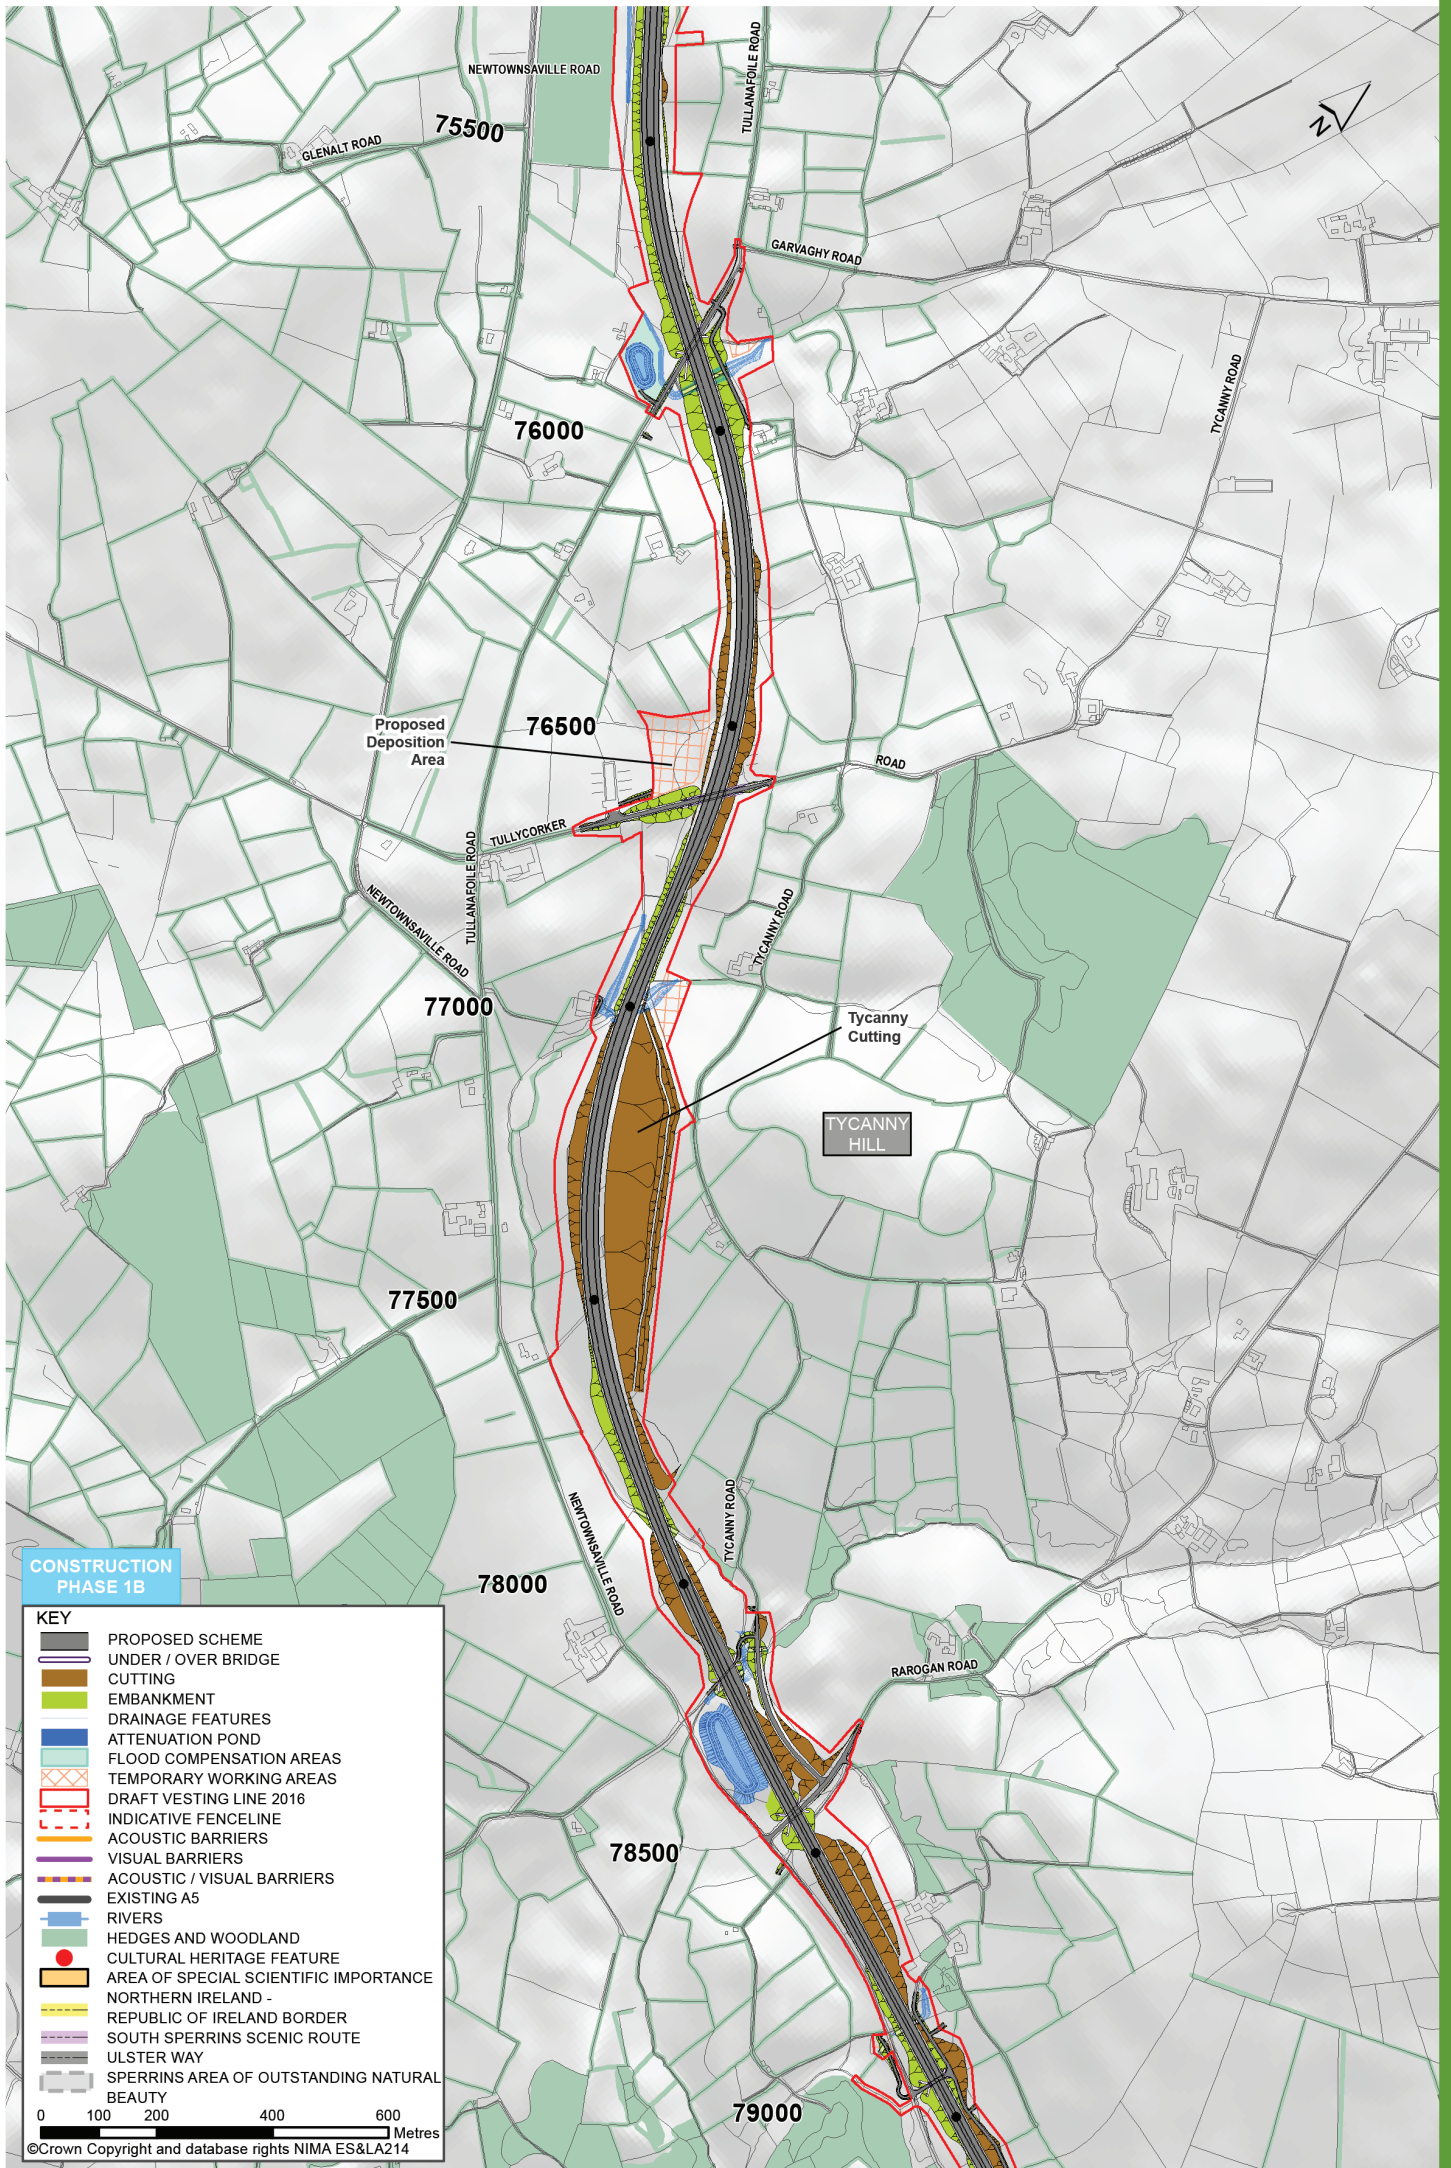 NEWTOWNSAVILLE ROAD
TULLANAFOILE ROAD
75500
GLENALT ROAD
N
GARVAGHY ROAD
TYCANNY ROAD
76000
Proposed
Deposition
Area
76500
ROAD
TULLYCORKER
TULLANAFOILE ROAD
NEWTOWNSAVILLE ROAD
TYCANNY ROAD
77000
Tycanny
Cutting
TYCANNY
HILL
77500
NEWTOWNSAVILLE ROAD
TYCANNY ROAD
78000
RAROGAN ROAD
78500
79000
CONSTRUCTION
PHASE 1B
KEY
PROPOSED SCHEME
UNDER / OVER BRIDGE
CUTTING
EMBANKMENT
DRAINAGE FEATURES
ATTENUATION POND
FLOOD COMPENSATION AREAS
TEMPORARY WORKING AREAS
DRAFT VESTING LINE 2016
INDICATIVE FENCELINE
ACOUSTIC BARRIERS
VISUAL BARRIERS
ACOUSTIC / VISUAL BARRIERS
EXISTING A5
RIVERS
HEDGES AND WOODLAND
CULTURAL HERITAGE FEATURE
AREA OF SPECIAL SCIENTIFIC IMPORTANCE
NORTHERN IRELAND -
REPUBLIC OF IRELAND BORDER
SOUTH SPERRINS SCENIC ROUTE
ULSTER WAY
SPERRINS AREA OF OUTSTANDING NATURAL
BEAUTY
0 100 200 400 600
Metres
©Crown Copyright and database rights NIMA ES&LA214